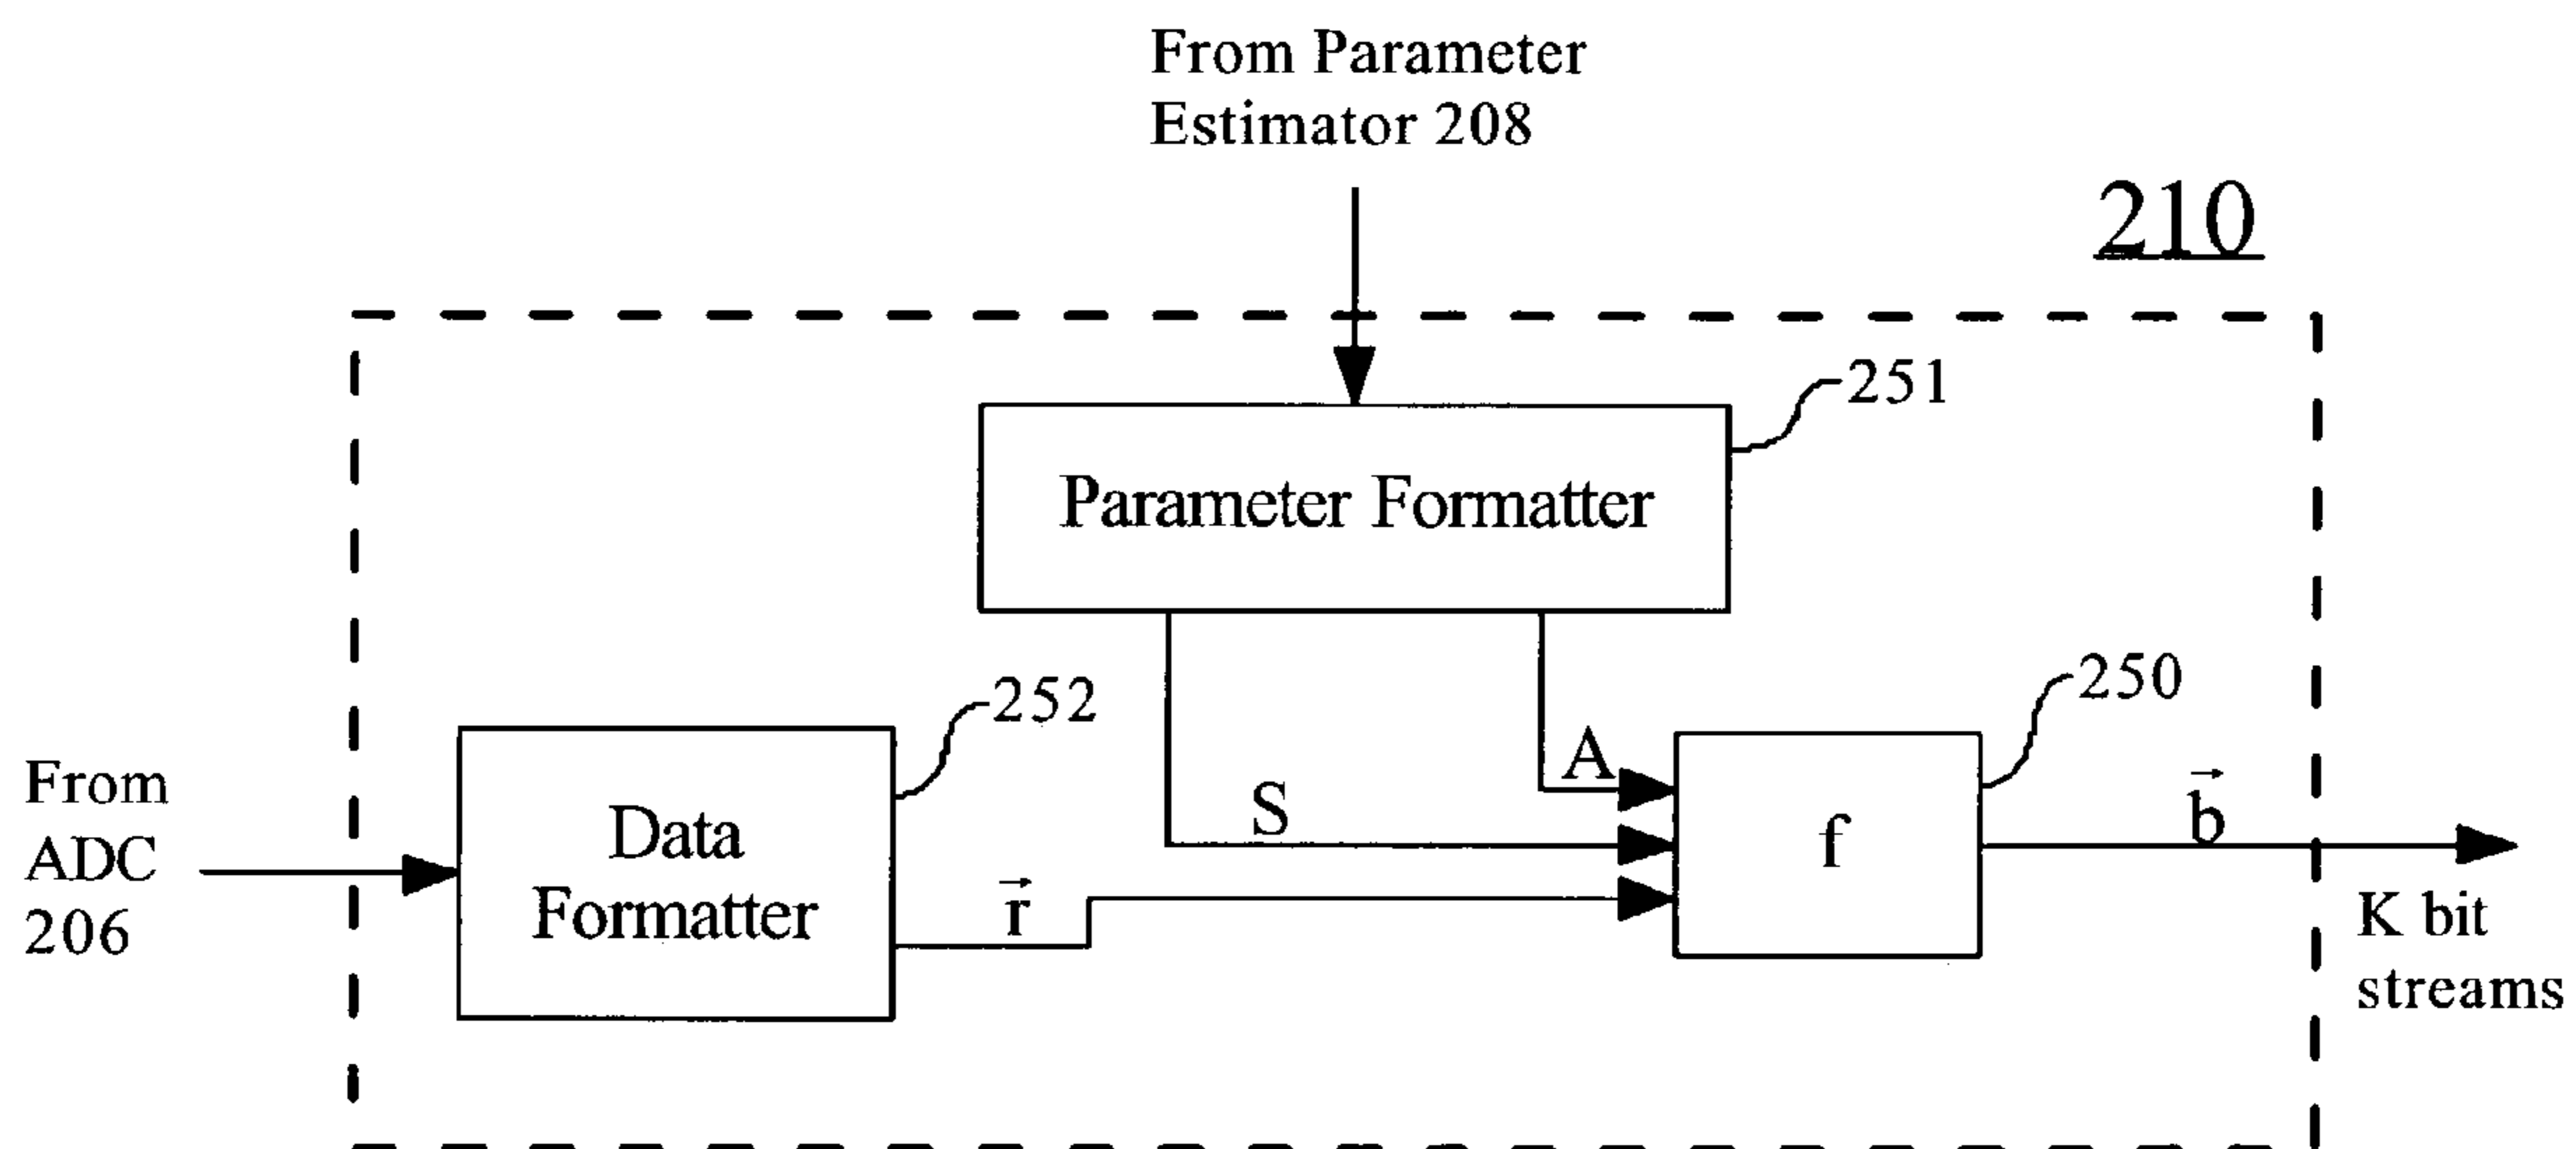 From Parameter
Estimator 208
210
251
Parameter Formatter
252
250
From
ADC
206
Data
Formatter
A
S
r⃗
f
b⃗
K bit
streams